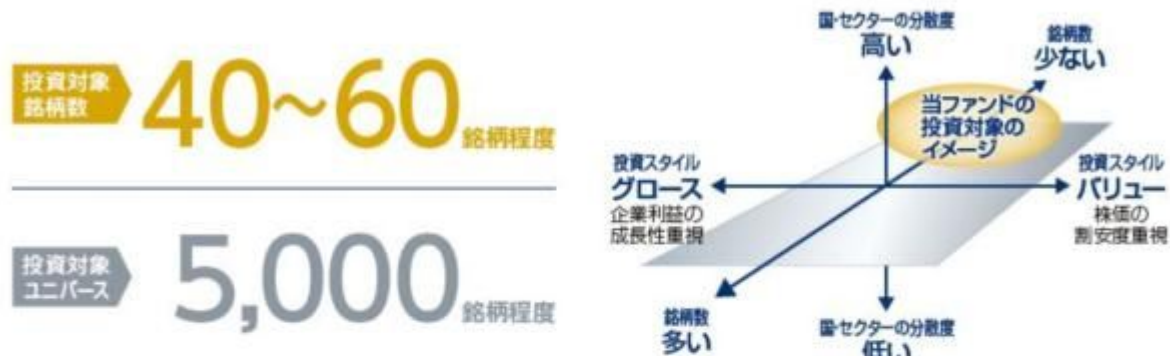 投資対象
銘柄数
40～60
銘柄程度
投資対象
ユニバース
5,000
銘柄程度
国・セクターの分散度
高い
銘柄数
少ない
当ファンドの
投資対象の
イメージ
投資スタイル
グロース
企業利益の
成長性重視
投資スタイル
バリュー
株価の
割安度重視
銘柄数
多い
国・セクターの分散度
低い